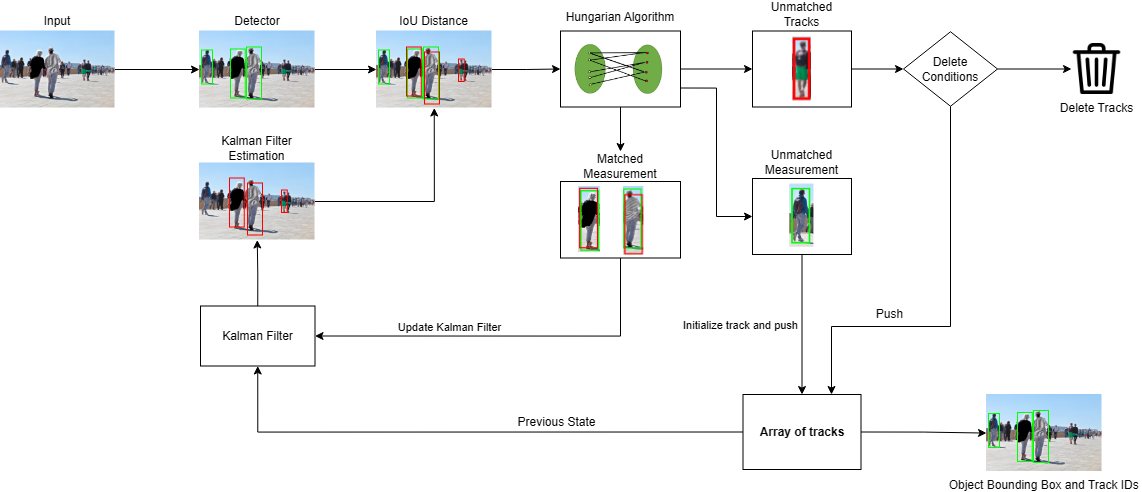 Input
Detector
IoU Distance
Hungarian Algorithm
Unmatched
Tracks
Delete
Conditions
Delete Tracks
Kalman Filter
Estimation
Matched
Measurement
Unmatched
Measurement
Kalman Filter
Update Kalman Filter
Initialize track and push
Push
Previous State
Array of tracks
Object Bounding Box and Track IDs